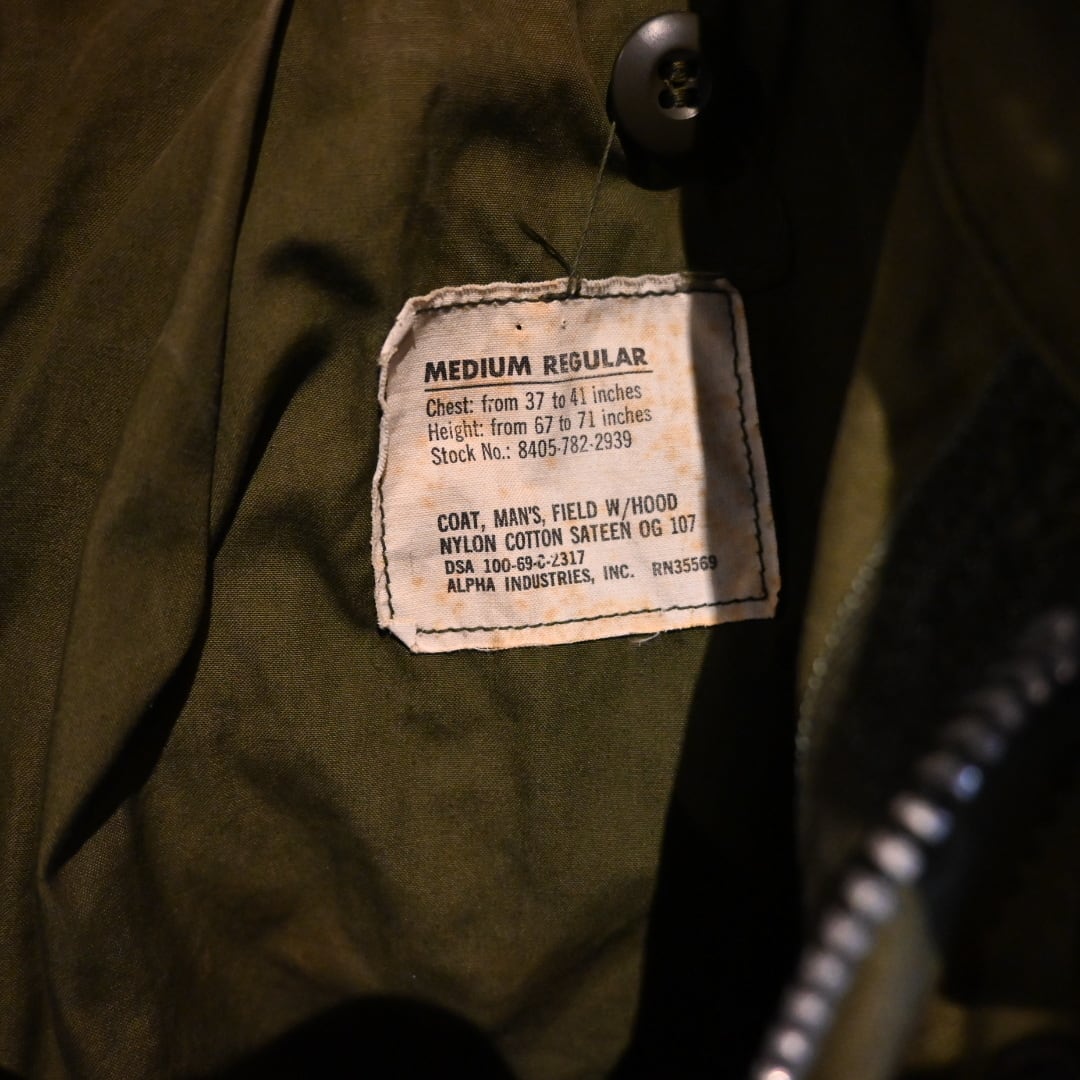 MEDIUM REGULAR
Chest: from 37 to 41 inches
Height: from 67 to 71 inches
Stock No.: 8405-782-2939
COAT, MAN'S, FIELD W/HOOD
NYLON COTTON SATEEN OG 107
DSA 100-69-C-2317
ALPHA INDUSTRIES, INC. RN35569